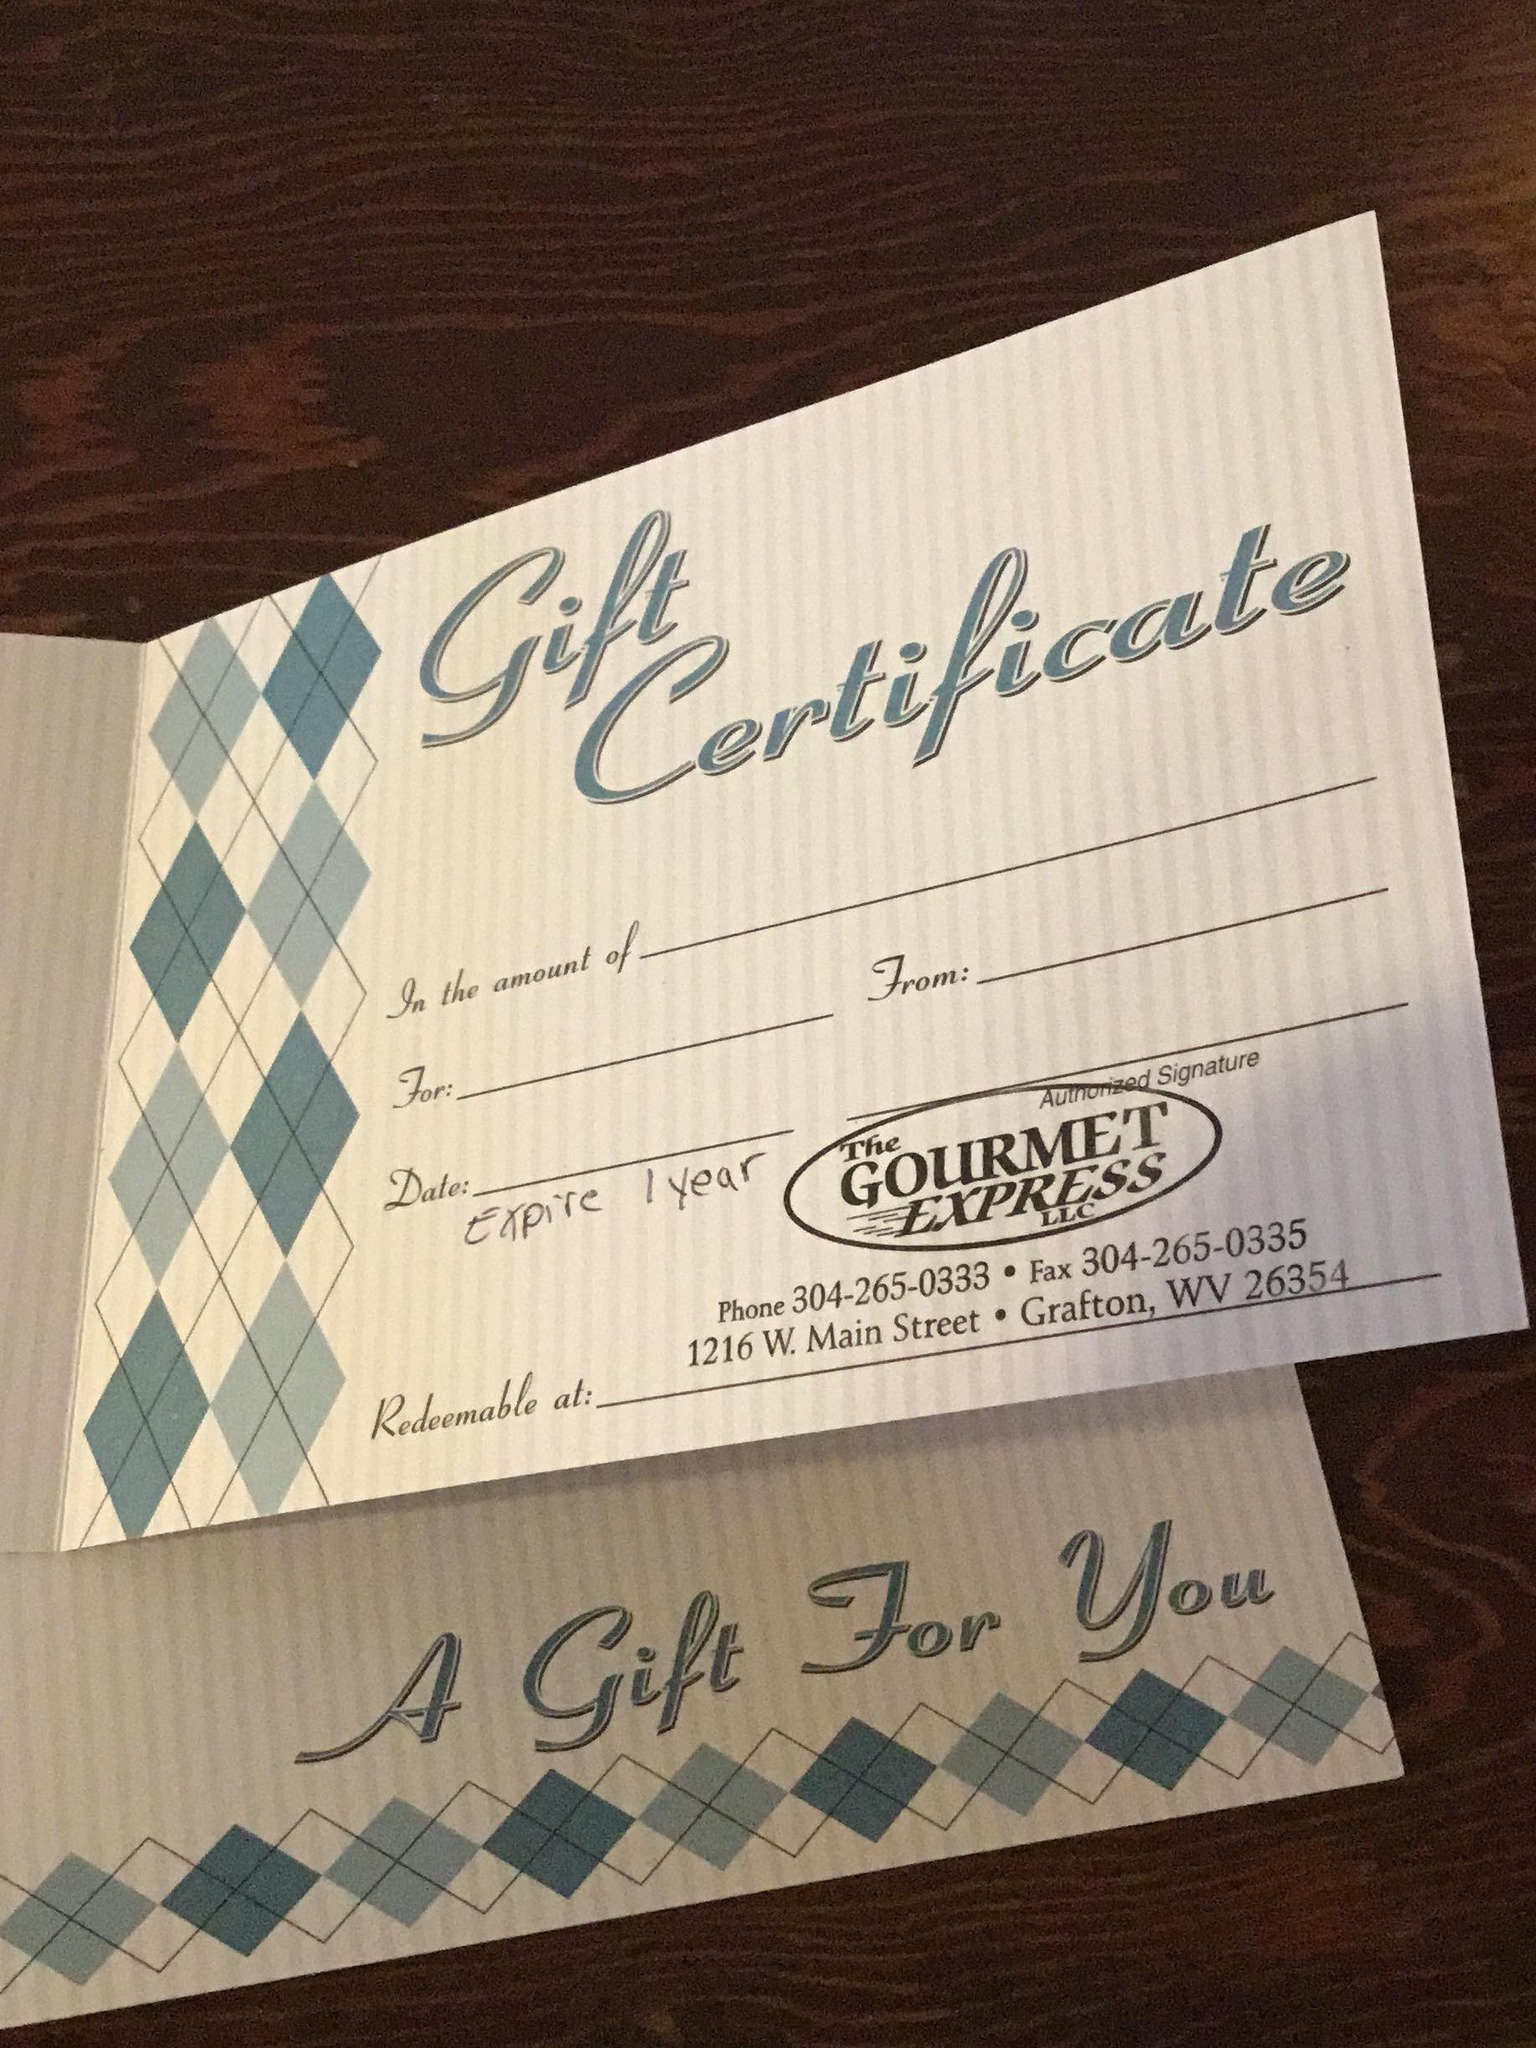 Gift
Certificate
In the amount of
For:
From:
Authorized Signature
Date:
Expire 1 year
The
GOURMET
EXPRESS
LLC
Phone 304-265-0333 • Fax 304-265-0335
1216 W. Main Street • Grafton, WV 26354
Redeemable at:
A Gift For You